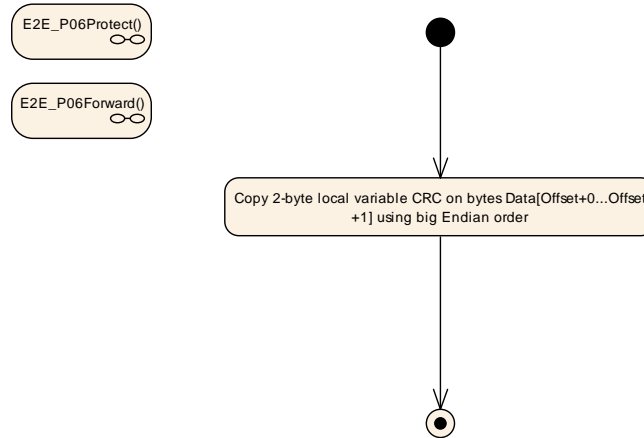 E2E_P06Protect()
E2E_P06Forward()
Copy 2-byte local variable CRC on bytes Data[Offset+0...Offset
+1] using big Endian order